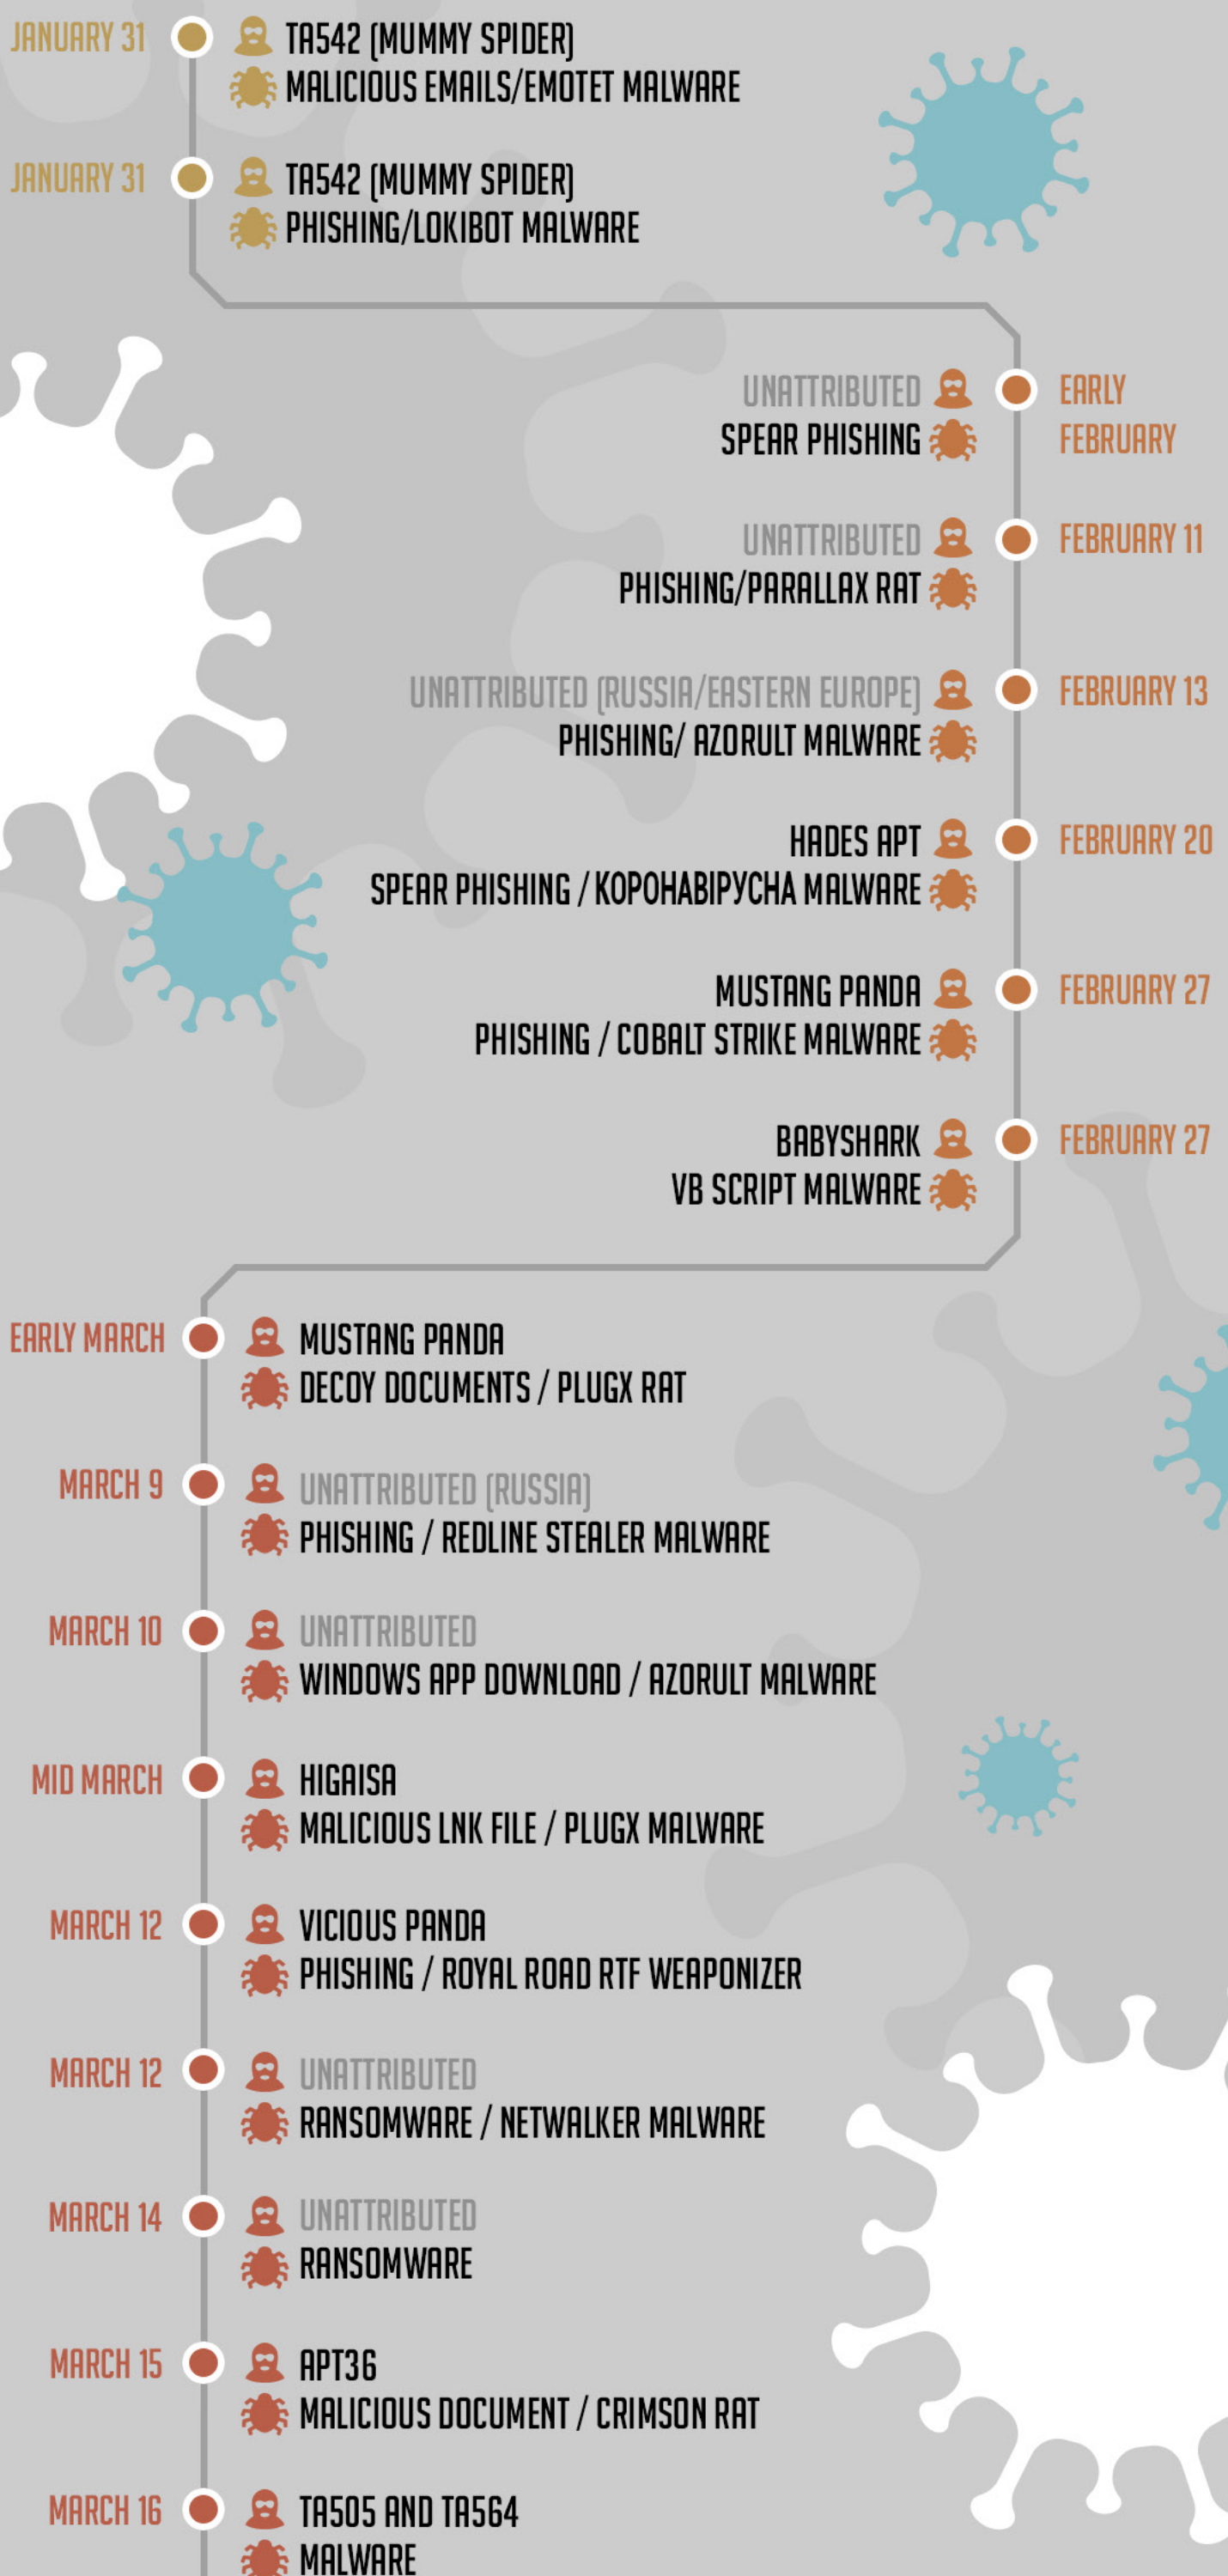 JANUARY 31
TA542 (MUMMY SPIDER)
MALICIOUS EMAILS/EMOTET MALWARE
JANUARY 31
TA542 (MUMMY SPIDER)
PHISHING/LOKIBOT MALWARE
UNATTRIBUTED
SPEAR PHISHING
EARLY
FEBRUARY
UNATTRIBUTED
PHISHING/PARALLAX RAT
FEBRUARY 11
UNATTRIBUTED (RUSSIA/EASTERN EUROPE)
PHISHING/ AZORULT MALWARE
FEBRUARY 13
HADES APT
SPEAR PHISHING / КОРОНАВІРУСНА MALWARE
FEBRUARY 20
MUSTANG PANDA
PHISHING / COBALT STRIKE MALWARE
FEBRUARY 27
BABYSHARK
VB SCRIPT MALWARE
FEBRUARY 27
EARLY MARCH
MUSTANG PANDA
DECOY DOCUMENTS / PLUGX RAT
MARCH 9
UNATTRIBUTED (RUSSIA)
PHISHING / REDLINE STEALER MALWARE
MARCH 10
UNATTRIBUTED
WINDOWS APP DOWNLOAD / AZORULT MALWARE
MID MARCH
HIGAISA
MALICIOUS LNK FILE / PLUGX MALWARE
MARCH 12
VICIOUS PANDA
PHISHING / ROYAL ROAD RTF WEAPONIZER
MARCH 12
UNATTRIBUTED
RANSOMWARE / NETWALKER MALWARE
MARCH 14
UNATTRIBUTED
RANSOMWARE
MARCH 15
APT36
MALICIOUS DOCUMENT / CRIMSON RAT
MARCH 16
TA505 AND TA564
MALWARE